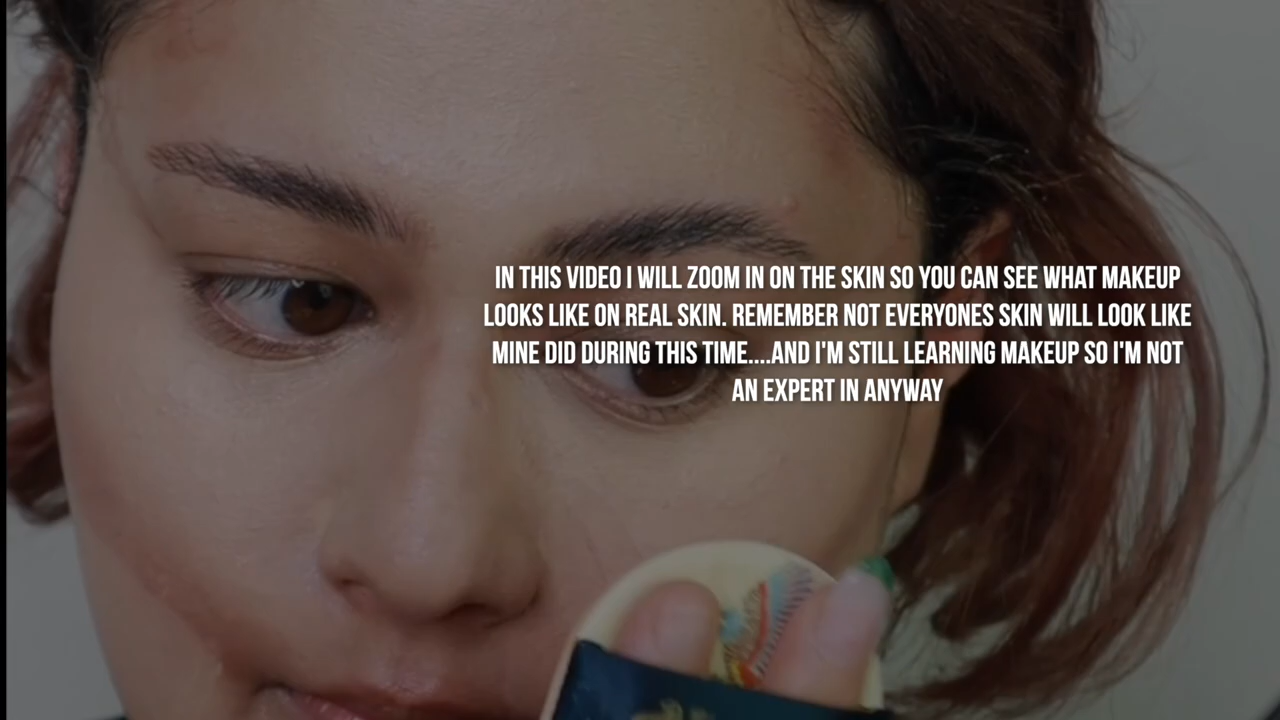 IN THIS VIDEO I WILL ZOOM IN ON THE SKIN SO YOU CAN SEE WHAT MAKEUP
LOOKS LIKE ON REAL SKIN. REMEMBER NOT EVERYONES SKIN WILL LOOK LIKE
MINE DID DURING THIS TIME....AND I'M STILL LEARNING MAKEUP SO I'M NOT
AN EXPERT IN ANYWAY